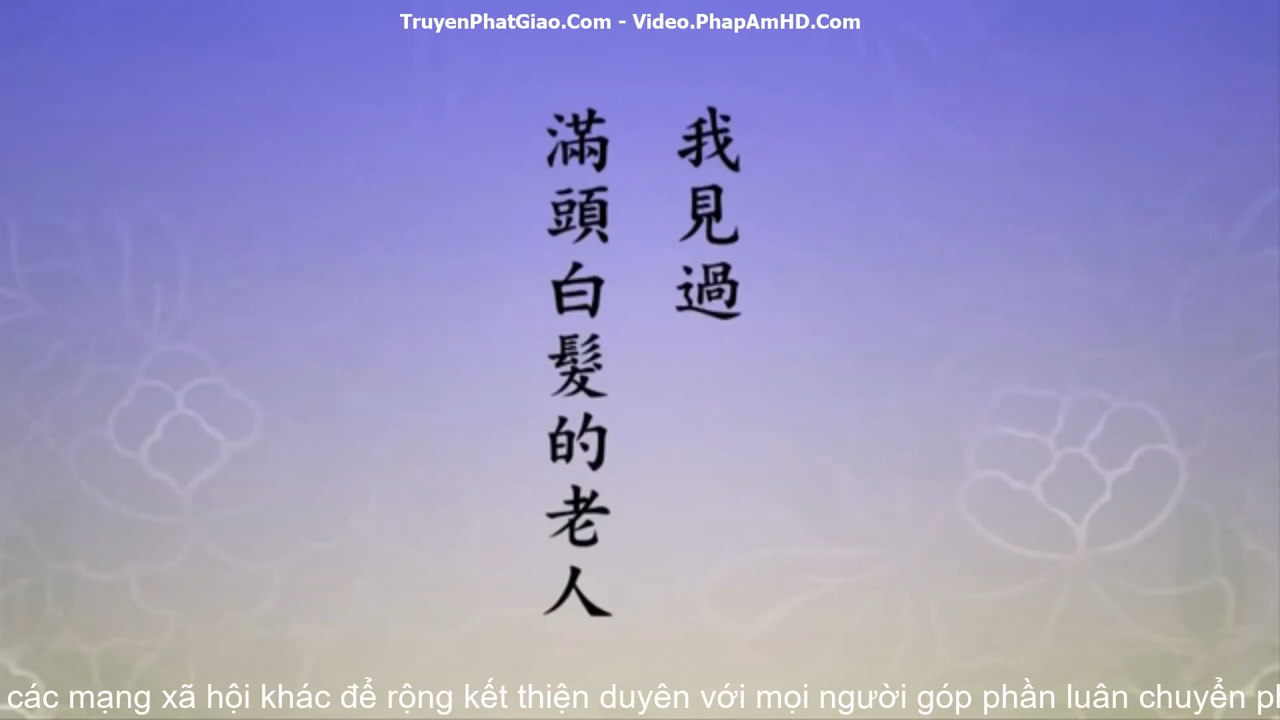 TruyenPhatGiao.Com - Video.PhapAmHD.Com
我見過
滿頭白髮的老人
các mạng xã hội khác để rộng kết thiện duyên với mọi người góp phần luân chuyển